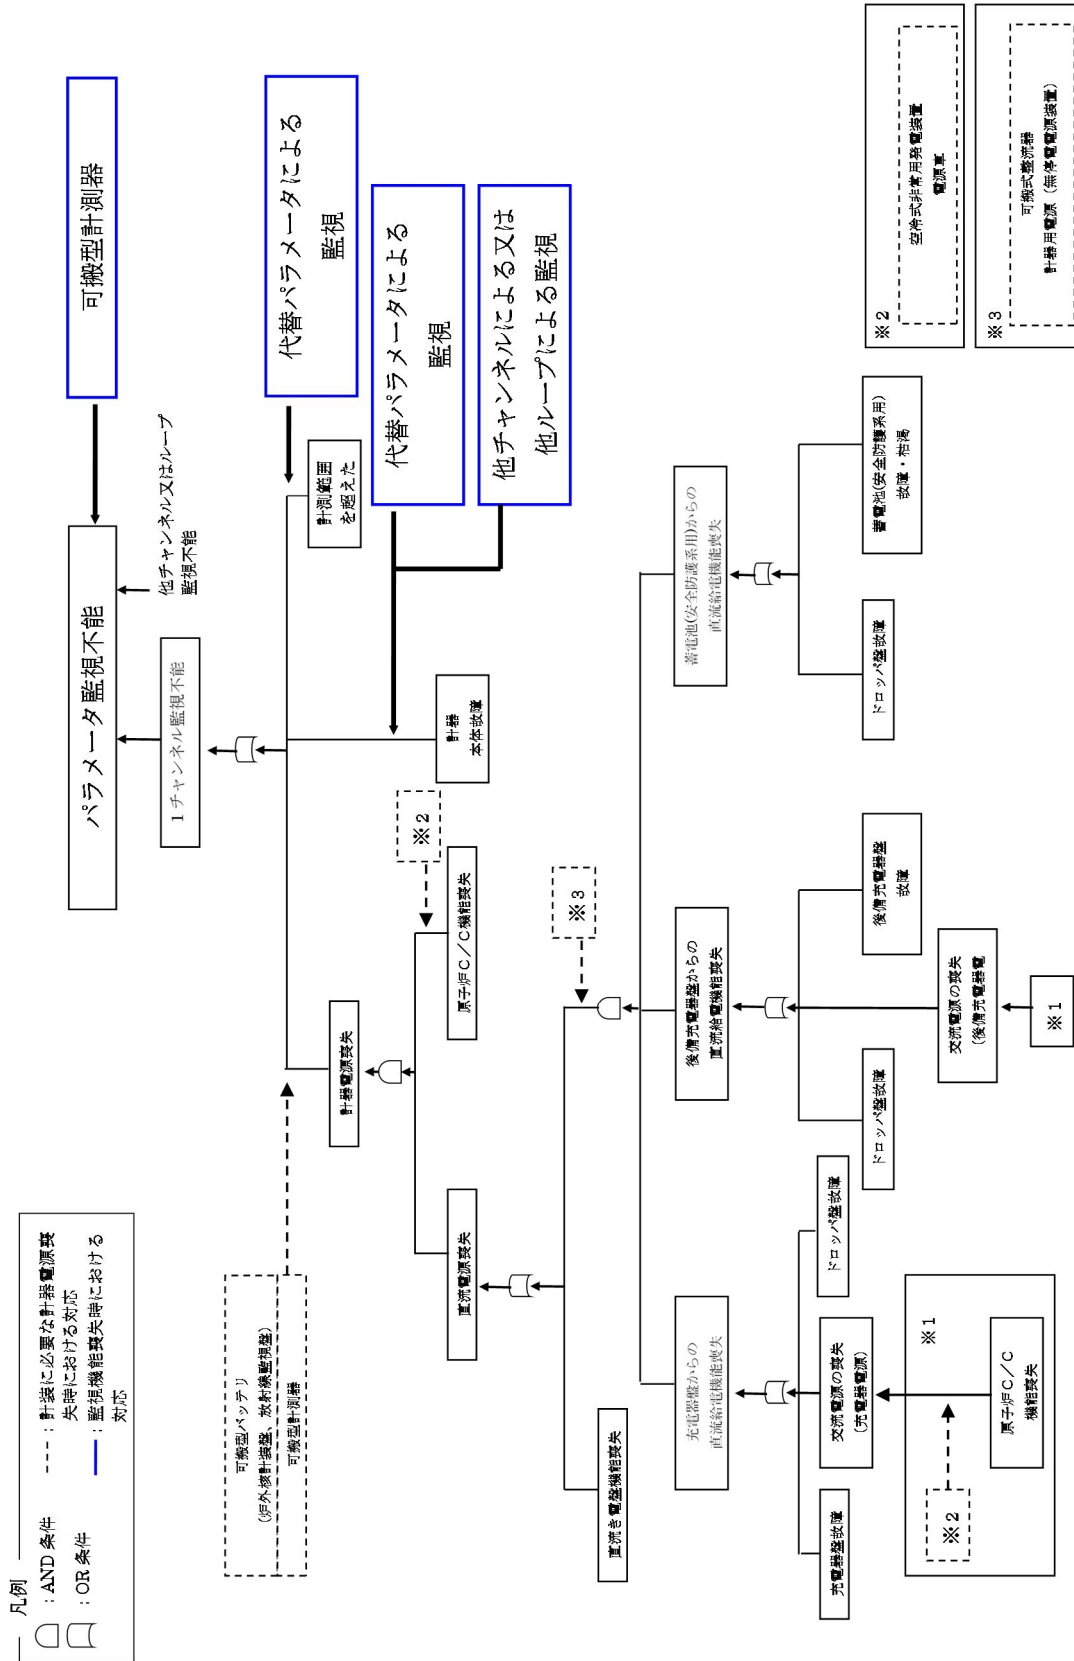 凡例
：AND 条件
：OR 条件
：計装に必要な計器電源喪
失時における対応
：監視機能喪失時における
対応
パラメータ監視不能
可搬型計測器
1チャンネル監視不能
他チャンネル又はループ
監視不能
可搬型バッテリ
(炉外核計装盤、放射線監視盤)
可搬型計測器
代替パラメータによる
監視
計測範囲
を超えた
代替パラメータによる
監視
他チャンネルによる又は
他ループによる監視
計器電源喪失
計器
本体故障
※2
直流電源喪失
原子炉C／C機能喪失
※3
直流き電盤機能喪失
充電器盤からの
直流給電機能喪失
後備充電器盤からの
直流給電機能喪失
蓄電池(安全防護系用)からの
直流給電機能喪失
充電器盤故障
交流電源の喪失
(充電器電源)
ドロッパ盤故障
ドロッパ盤故障
後備充電器盤
故障
ドロッパ盤故障
蓄電池(安全防護系用)
故障・枯渇
交流電源の喪失
(後備充電器電
※1
※1
※2
原子炉C／C
機能喪失
※2
空冷式非常用発電装置
電源車
※3
可搬式整流器
計器用電源（無停電電源装置）